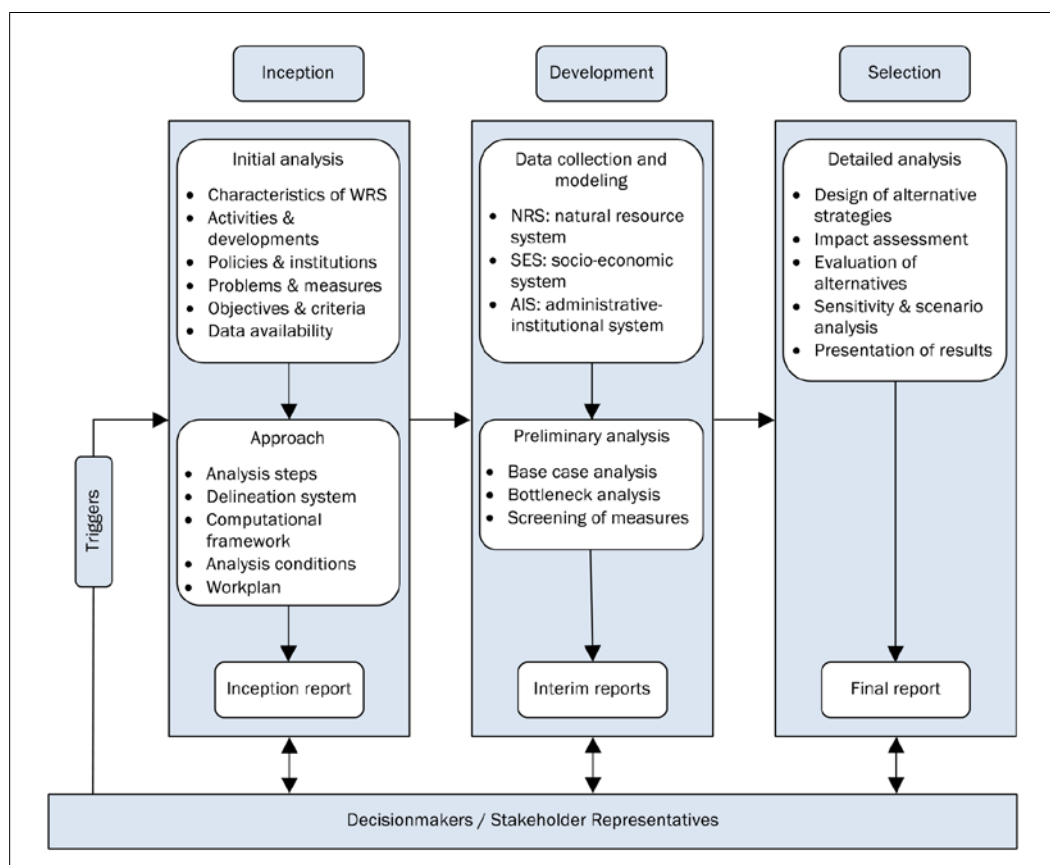 Inception
Development
Selection
Initial analysis
• Characteristics of WRS
• Activities &
developments
• Policies & institutions
• Problems & measures
• Objectives & criteria
• Data availability
Data collection and
modeling
• NRS: natural resource
system
• SES: socio-economic
system
• AIS: administrative-
institutional system
Detailed analysis
• Design of alternative
strategies
• Impact assessment
• Evaluation of
alternatives
• Sensitivity & scenario
analysis
• Presentation of results
Triggers
Approach
• Analysis steps
• Delineation system
• Computational
framework
• Analysis conditions
• Workplan
Preliminary analysis
• Base case analysis
• Bottleneck analysis
• Screening of measures
Inception report
Interim reports
Final report
Decisionmakers / Stakeholder Representatives